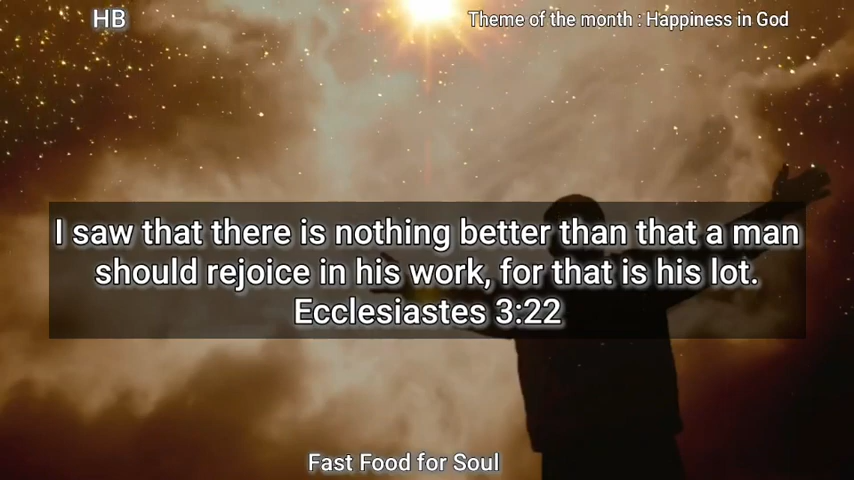 HB
Theme of the month : Happiness in God
I saw that there is nothing better than that a man
should rejoice in his work, for that is his lot.
Ecclesiastes 3:22
Fast Food for Soul